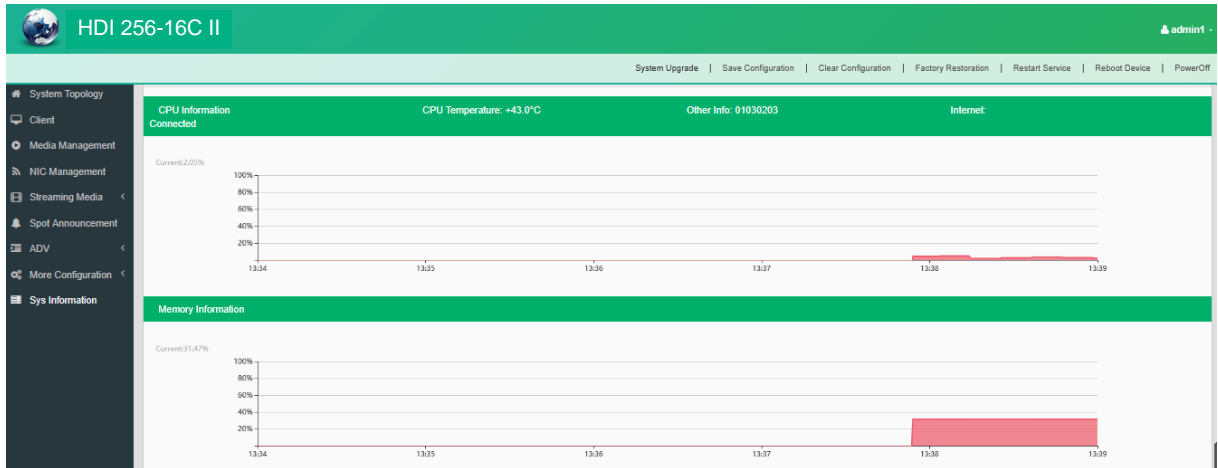 HDI 256-16C II
admin1 -
System Upgrade | Save Configuration | Clear Configuration | Factory Restoration | Restart Service | Reboot Device | PowerOff
System Topology
Client
Media Management
NIC Management
Streaming Media <
Spot Announcement
ADV <
More Configuration <
Sys Information
CPU Information CPU Temperature: +43.0°C Other Info: 01030203 Internet:
Connected
Current:2.05%
100%
80%
60%
40%
20%
13:34 13:35 13:36 13:37 13:38 13:39
Memory Information
Current:31.47%
100%
80%
60%
40%
20%
13:34 13:35 13:36 13:37 13:38 13:39